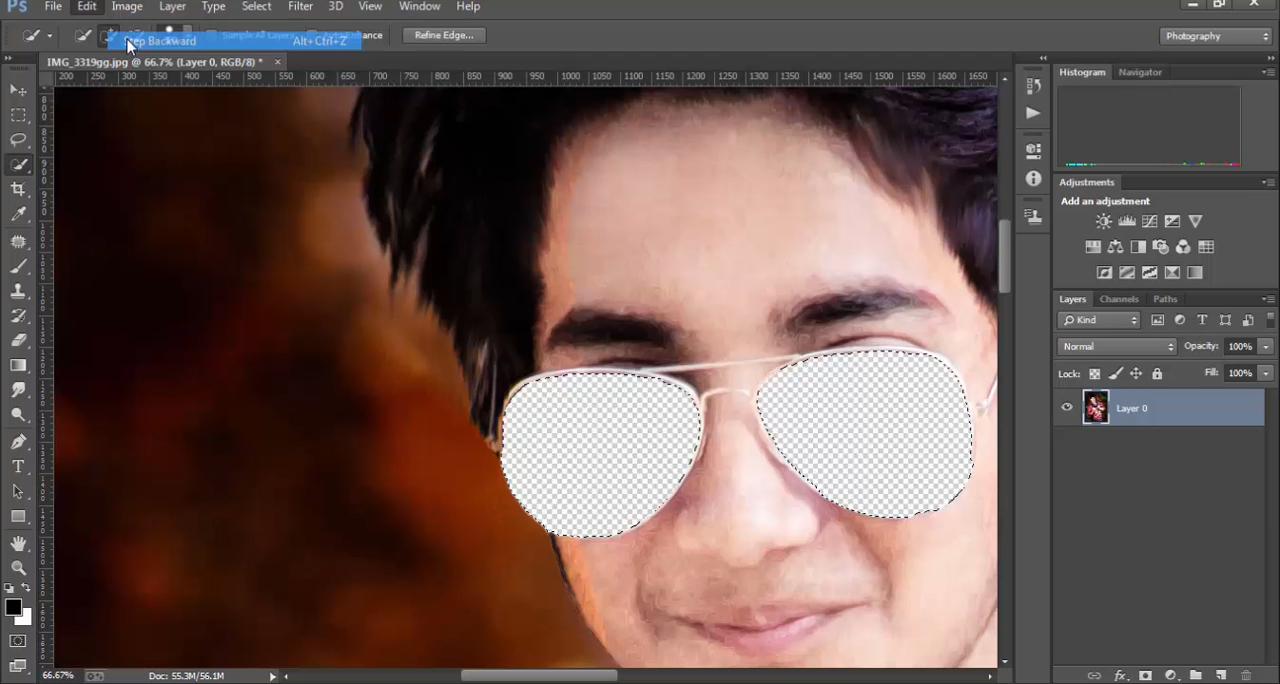 Ps File Edit Image Layer Type Select Filter 3D View Window Help
Step Backward Alt+Ctrl+Z
Sample All Layers Enhance Refine Edge... Photography
IMG_3319gg.jpg @ 66.7% (Layer 0, RGB/8) * ×
200 250 300 350 400 450 500 550 600 650 700 750 800 850 900 950 1000 1050 1100 1150 1200 1250 1300 1350 1400 1450 1500 1550 1600 1650
Histogram Navigator
Adjustments
Add an adjustment
Layers Channels Paths
Kind
Normal Opacity: 100%
Lock: Fill: 100%
Layer 0
66.67% Doc: 55.3M/56.1M